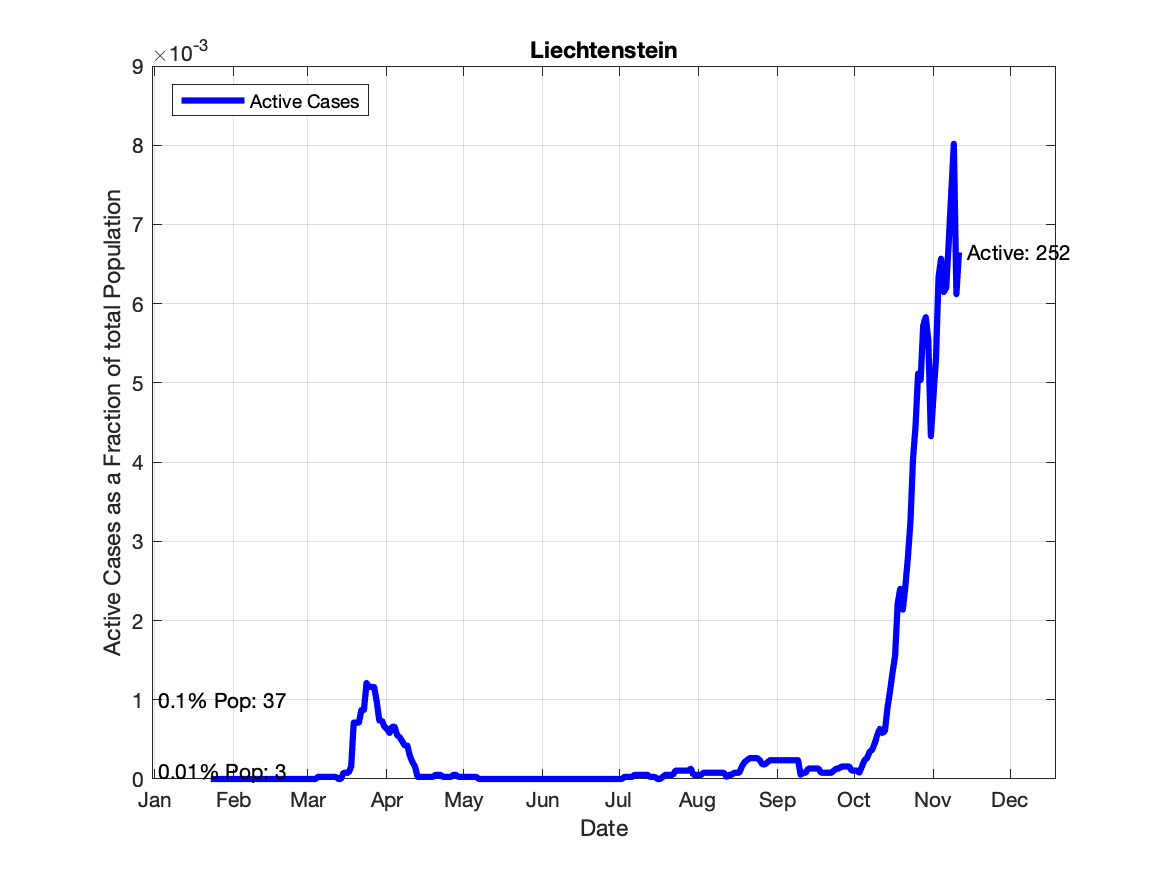 Liechtenstein
×10-3
Active Cases
9
8
7
6
5
4
3
2
1
0
Active Cases as a Fraction of total Population
Active: 252
0.1% Pop: 37
0.01% Pop: 3
Jan Feb Mar Apr May Jun Jul Aug Sep Oct Nov Dec
Date